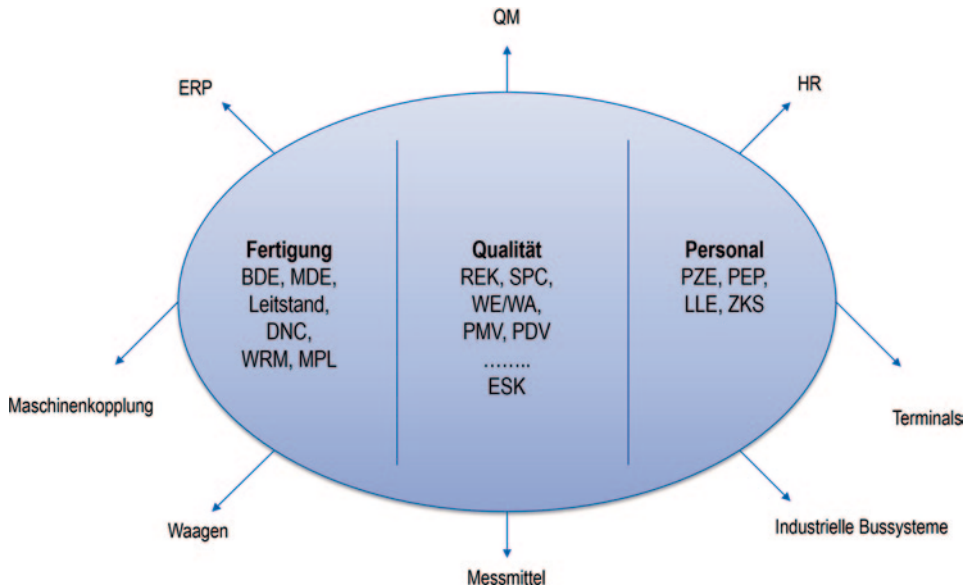 QM
ERP
HR
Fertigung
BDE, MDE,
Leitstand,
DNC,
WRM, MPL
Qualität
REK, SPC,
WE/WA,
PMV, PDV
........
ESK
Personal
PZE, PEP,
LLE, ZKS
Maschinenkopplung
Terminals
Waagen
Industrielle Bussysteme
Messmittel